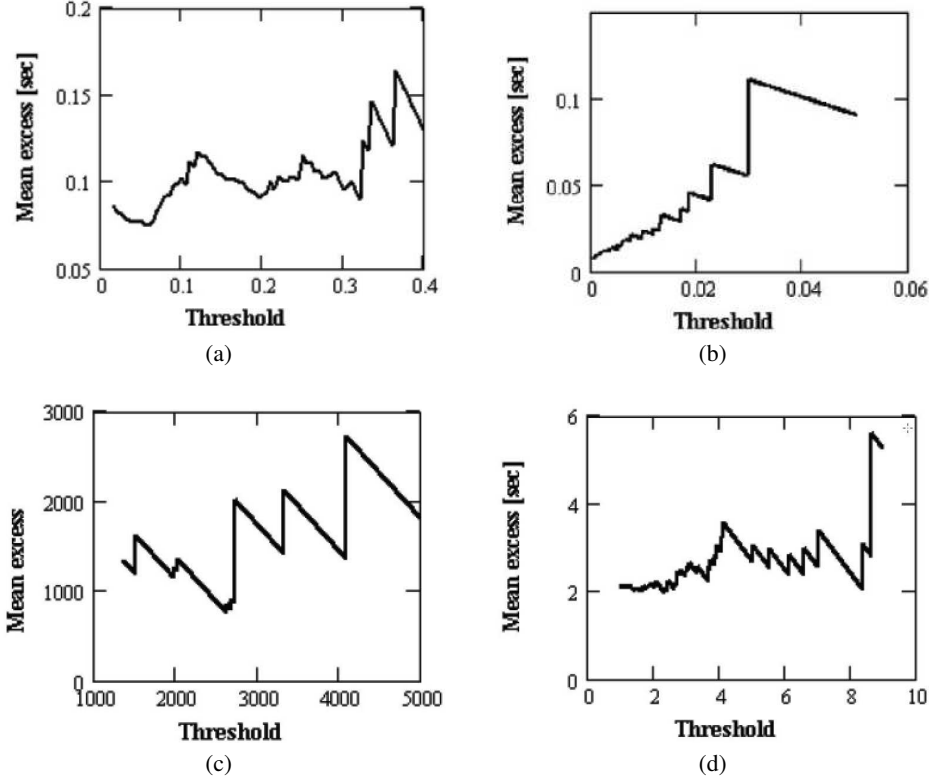 0.2
0.15
0.1
0.05
Mean excess [sec]
0 0.1 0.2 0.3 0.4
Threshold
(a)
0.1
0.05
0
Mean excess [sec]
0 0.02 0.04 0.06
Threshold
(b)
3000
2000
1000
0
Mean excess
1000 2000 3000 4000 5000
Threshold
(c)
6
4
2
0
Mean excess [sec]
0 2 4 6 8 10
Threshold
(d)